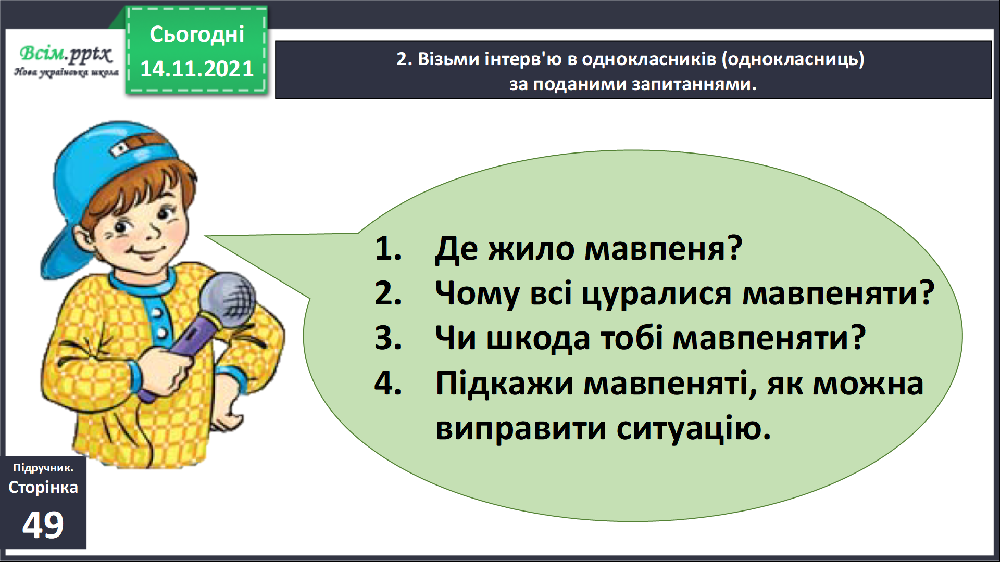 Сьогодні
14.11.2021
Всім.pptx
Нова українська школа
2. Візьми інтерв'ю в однокласників (однокласниць)
за поданими запитаннями.
1. Де жило мавпеня?
2. Чому всі цуралися мавпеняти?
3. Чи шкода тобі мавпеняти?
4. Підкажи мавпеняті, як можна
виправити ситуацію.
Підручник.
Сторінка
49